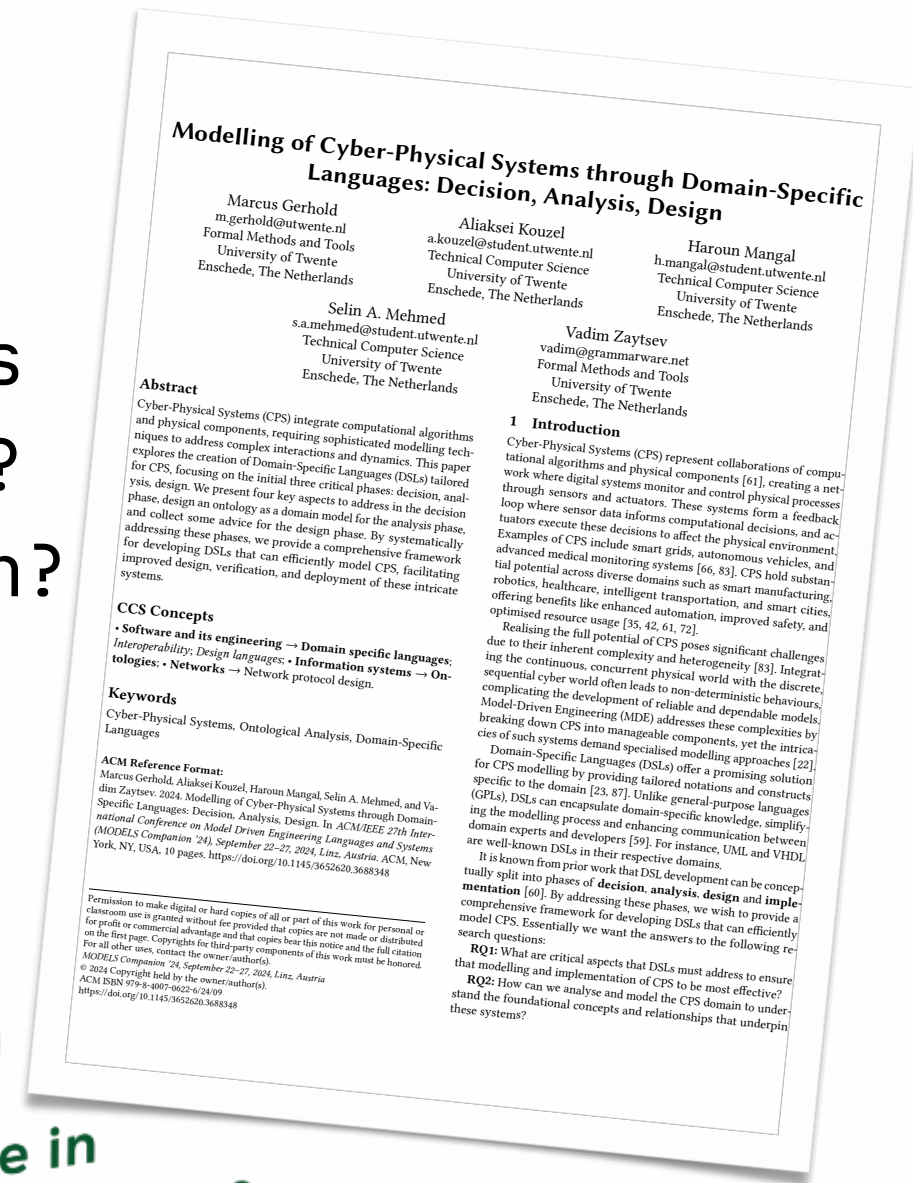 s
?
n?
e in
Modelling of Cyber-Physical Systems through Domain-Specific
Languages: Decision, Analysis, Design
Marcus Gerhold
m.gerhold@utwente.nl
Formal Methods and Tools
University of Twente
Enschede, The Netherlands
Aliaksei Kouzel
a.kouzel@student.utwente.nl
Technical Computer Science
University of Twente
Enschede, The Netherlands
Haroun Mangal
h.mangal@student.utwente.nl
Technical Computer Science
University of Twente
Enschede, The Netherlands
Selin A. Mehmed
s.a.mehmed@student.utwente.nl
Technical Computer Science
University of Twente
Enschede, The Netherlands
Vadim Zaytsev
vadim@grammarware.net
Formal Methods and Tools
University of Twente
Enschede, The Netherlands
Abstract
Cyber-Physical Systems (CPS) integrate computational algorithms
and physical components, requiring sophisticated modelling tech-
niques to address complex interactions and dynamics. This paper
explores the creation of Domain-Specific Languages (DSLs) tailored
for CPS, focusing on the initial three critical phases: decision, anal-
ysis, design. We present four key aspects to address in the decision
phase, design an ontology as a domain model for the analysis phase,
and collect some advice for the design phase. By systematically
addressing these phases, we provide a comprehensive framework
for developing DSLs that can efficiently model CPS, facilitating
improved design, verification, and deployment of these intricate
systems.
CCS Concepts
• Software and its engineering → Domain specific languages;
Interoperability; Design languages; • Information systems → On-
tologies; • Networks → Network protocol design.
Keywords
Cyber-Physical Systems, Ontological Analysis, Domain-Specific
Languages
ACM Reference Format:
Marcus Gerhold, Aliaksei Kouzel, Haroun Mangal, Selin A. Mehmed, and Va-
dim Zaytsev. 2024. Modelling of Cyber-Physical Systems through Domain-
Specific Languages: Decision, Analysis, Design. In ACM/IEEE 27th Inter-
national Conference on Model Driven Engineering Languages and Systems
(MODELS Companion '24), September 22–27, 2024, Linz, Austria. ACM, New
York, NY, USA, 10 pages. https://doi.org/10.1145/3652620.3688348
Permission to make digital or hard copies of all or part of this work for personal or
classroom use is granted without fee provided that copies are not made or distributed
for profit or commercial advantage and that copies bear this notice and the full citation
on the first page. Copyrights for third-party components of this work must be honored.
For all other uses, contact the owner/author(s).
MODELS Companion '24, September 22–27, 2024, Linz, Austria
© 2024 Copyright held by the owner/author(s).
ACM ISBN 979-8-4007-0622-6/24/09
https://doi.org/10.1145/3652620.3688348
1 Introduction
Cyber-Physical Systems (CPS) represent collaborations of compu-
tational algorithms and physical components [61], creating a net-
work where digital systems monitor and control physical processes
through sensors and actuators. These systems form a feedback
loop where sensor data informs computational decisions, and ac-
tuators execute these decisions to affect the physical environment.
Examples of CPS include smart grids, autonomous vehicles, and
advanced medical monitoring systems [66, 83]. CPS hold substan-
tial potential across diverse domains such as smart manufacturing,
robotics, healthcare, intelligent transportation, and smart cities,
offering benefits like enhanced automation, improved safety, and
optimised resource usage [35, 42, 61, 72].
Realising the full potential of CPS poses significant challenges
due to their inherent complexity and heterogeneity [83]. Integrat-
ing the continuous, concurrent physical world with the discrete,
sequential cyber world often leads to non-deterministic behaviours,
complicating the development of reliable and dependable models.
Model-Driven Engineering (MDE) addresses these complexities by
breaking down CPS into manageable components, yet the intrica-
cies of such systems demand specialised modelling approaches [22].
Domain-Specific Languages (DSLs) offer a promising solution
for CPS modelling by providing tailored notations and constructs
specific to the domain [23, 87]. Unlike general-purpose languages
(GPLs), DSLs can encapsulate domain-specific knowledge, simplify-
ing the modelling process and enhancing communication between
domain experts and developers [59]. For instance, UML and VHDL
are well-known DSLs in their respective domains.
It is known from prior work that DSL development can be concep-
tually split into phases of decision, analysis, design and imple-
mentation [60]. By addressing these phases, we wish to provide a
comprehensive framework for developing DSLs that can efficiently
model CPS. Essentially we want the answers to the following re-
search questions:
RQ1: What are critical aspects that DSLs must address to ensure
that modelling and implementation of CPS to be most effective?
RQ2: How can we analyse and model the CPS domain to under-
stand the foundational concepts and relationships that underpin
these systems?